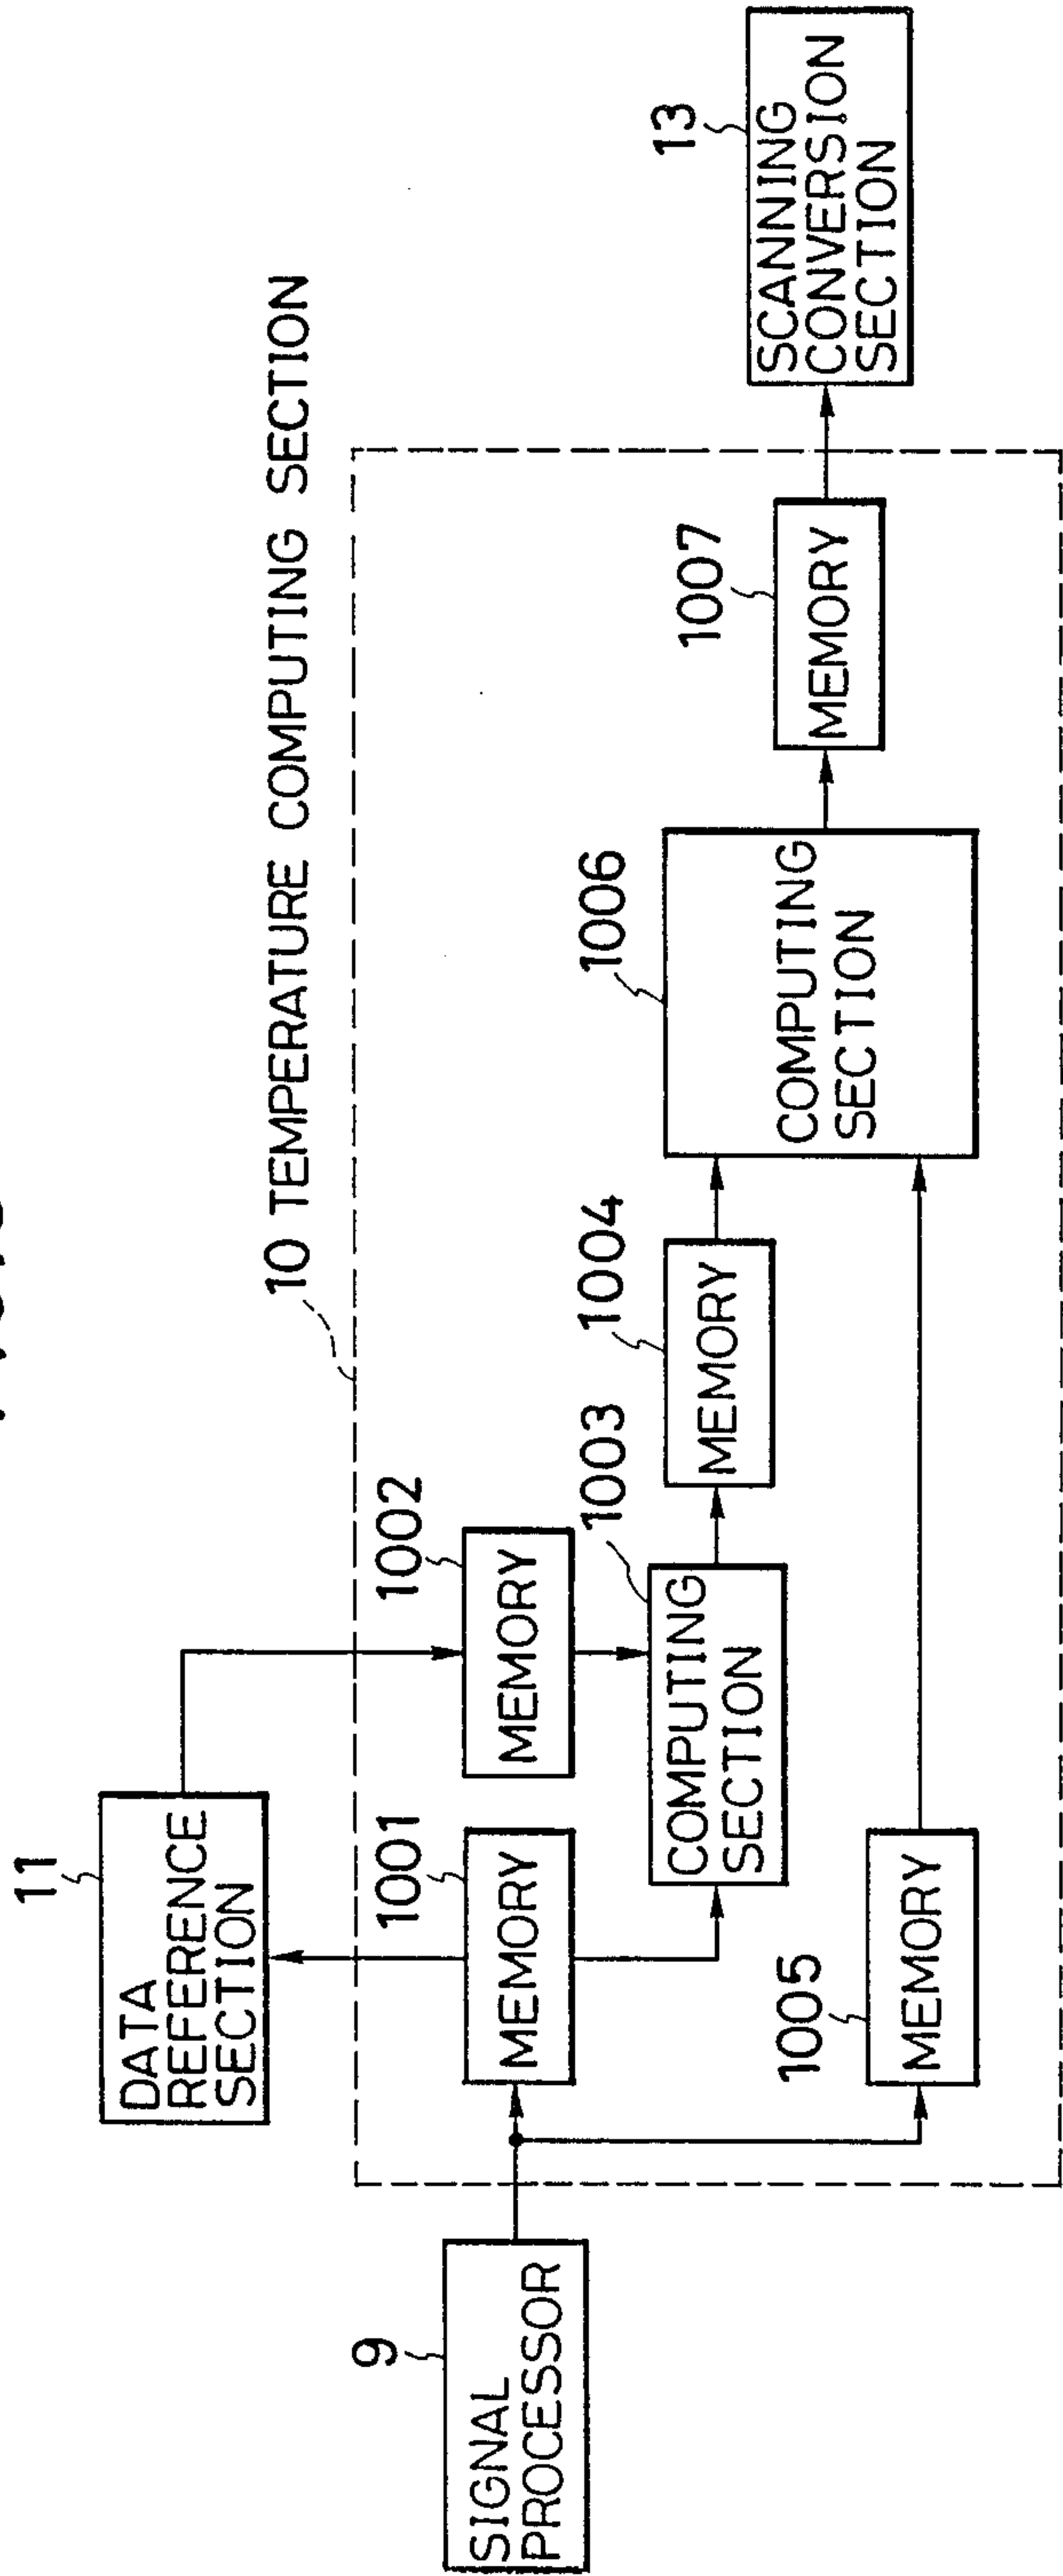 10 TEMPERATURE COMPUTING SECTION
11
DATA
REFERENCE
SECTION
9
SIGNAL
PROCESSOR
1001
MEMORY
1002
MEMORY
1003
COMPUTING
SECTION
1004
MEMORY
1005
MEMORY
1006
COMPUTING
SECTION
1007
MEMORY
13
SCANNING
CONVERSION
SECTION